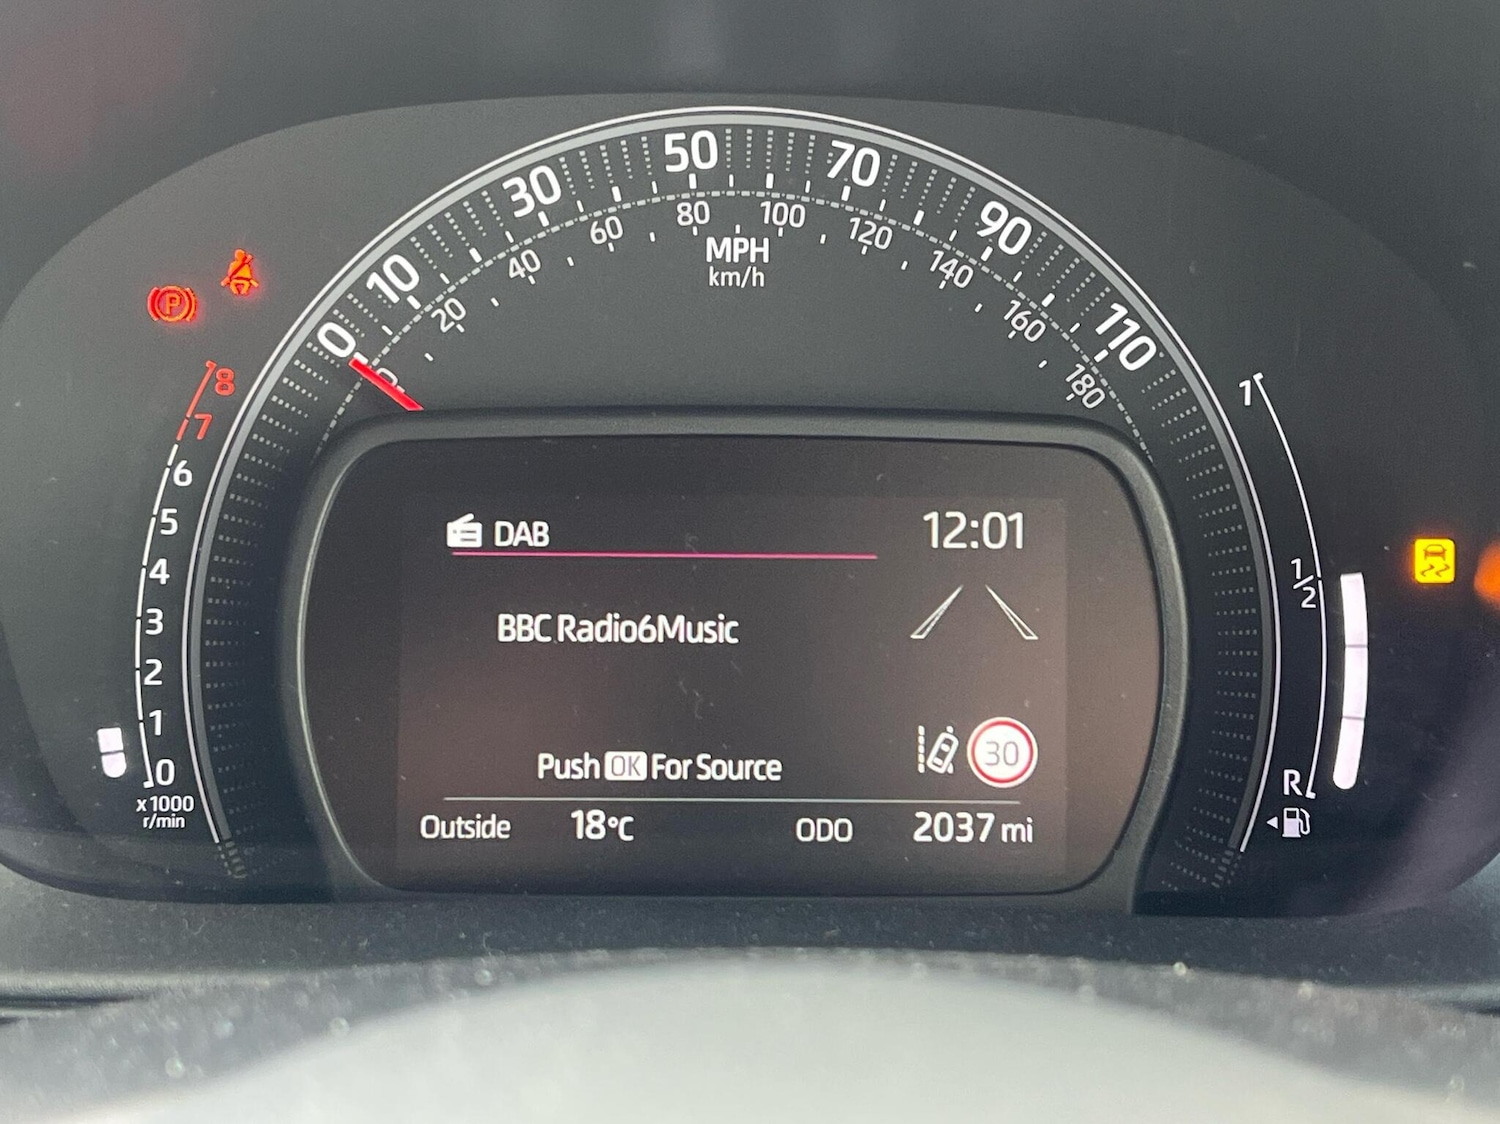 0 10 30 50 70 90 110
0 20 40 60 80 100 120 140 160 180
MPH
km/h
P
8
7
6
5
4
3
2
1
0
x1000
r/min
DAB
12:01
BBC Radio6Music
Push OK For Source
30
Outside 18°C ODO 2037 mi
1
1/2
R